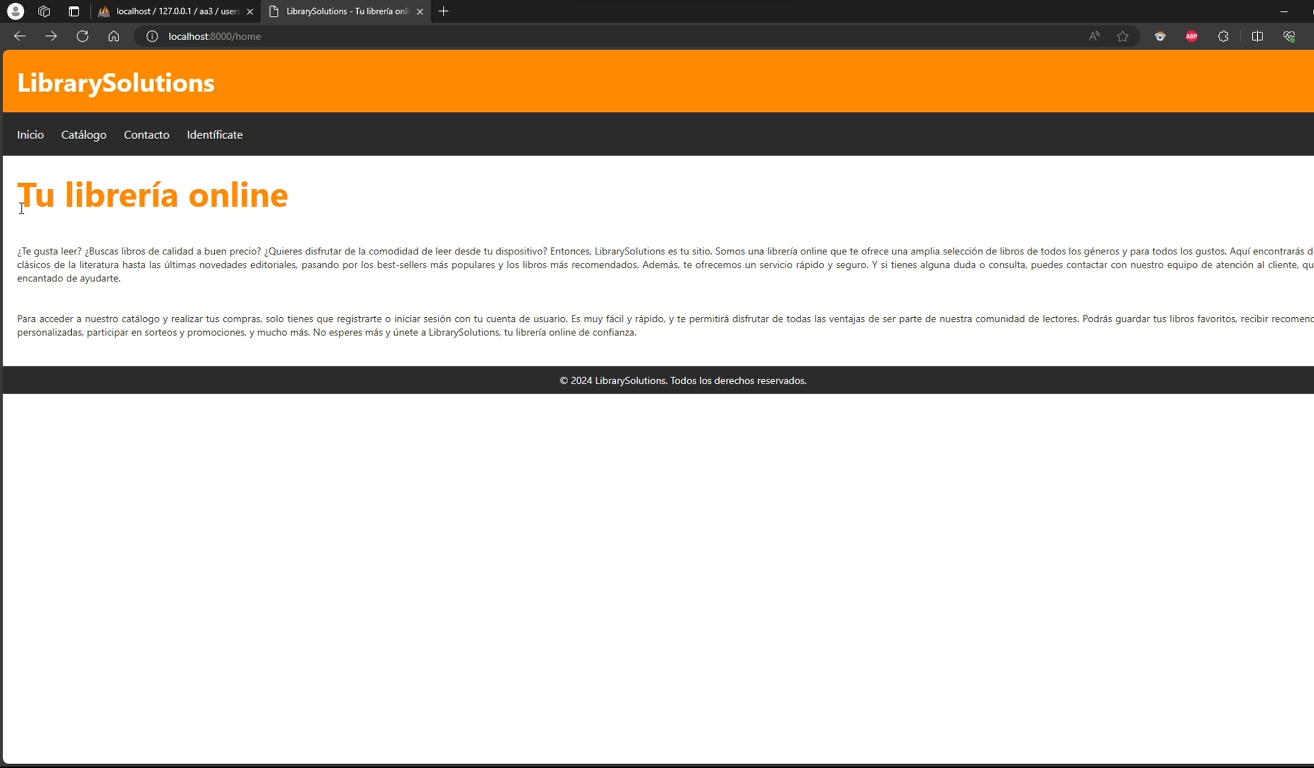 localhost / 127.0.0.1 / aa3 / users
LibrarySolutions - Tu librería onli
localhost:8000/home
ABP
LibrarySolutions
Inicio Catálogo Contacto Identifícate
Tu librería online
¿Te gusta leer? ¿Buscas libros de calidad a buen precio? ¿Quieres disfrutar de la comodidad de leer desde tu dispositivo? Entonces, LibrarySolutions es tu sitio. Somos una librería online que te ofrece una amplia selección de libros de todos los géneros y para todos los gustos. Aquí encontrarás d
clásicos de la literatura hasta las últimas novedades editoriales, pasando por los best-sellers más populares y los libros más recomendados. Además, te ofrecemos un servicio rápido y seguro. Y si tienes alguna duda o consulta, puedes contactar con nuestro equipo de atención al cliente, qu
encantado de ayudarte.
Para acceder a nuestro catálogo y realizar tus compras, solo tienes que registrarte o iniciar sesión con tu cuenta de usuario. Es muy fácil y rápido, y te permitirá disfrutar de todas las ventajas de ser parte de nuestra comunidad de lectores. Podrás guardar tus libros favoritos, recibir recomend
personalizadas, participar en sorteos y promociones, y mucho más. No esperes más y únete a LibrarySolutions, tu librería online de confianza.
© 2024 LibrarySolutions. Todos los derechos reservados.